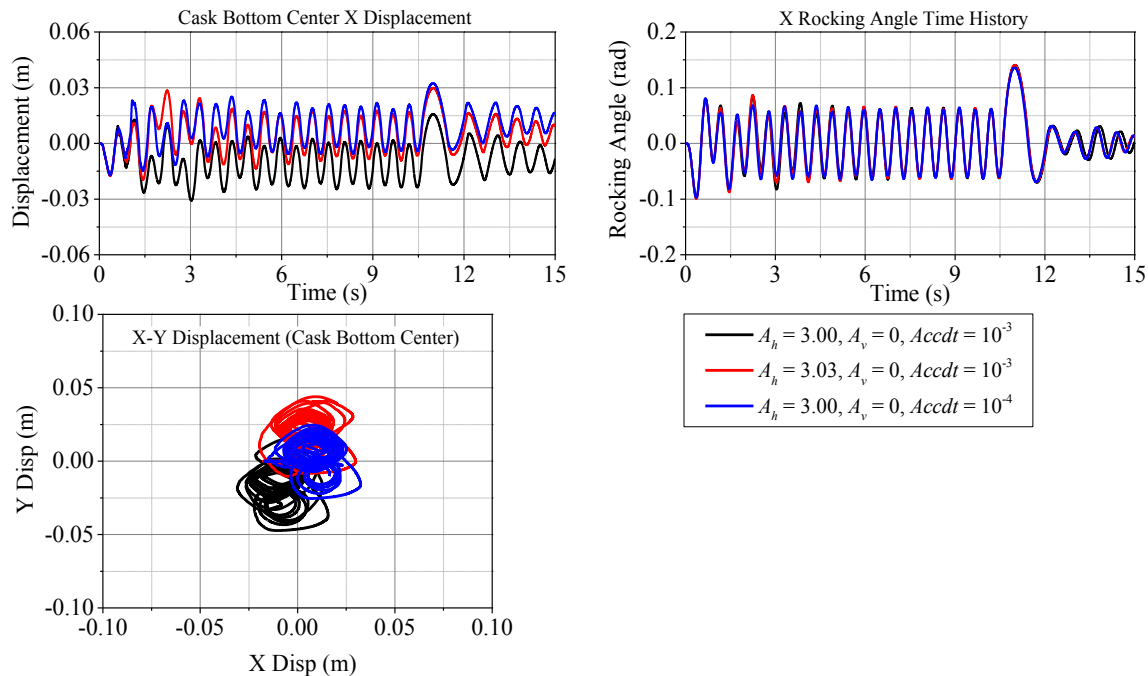 Cask Bottom Center X Displacement
0.06
0.03
0.00
-0.03
-0.06
Displacement (m)
0 3 6 9 12 15
Time (s)
X Rocking Angle Time History
0.2
0.1
0.0
-0.1
-0.2
Rocking Angle (rad)
0 3 6 9 12 15
Time (s)
X-Y Displacement (Cask Bottom Center)
0.10
0.05
0.00
-0.05
-0.10
Y Disp (m)
-0.10 -0.05 0.00 0.05 0.10
X Disp (m)
A_h = 3.00, A_v = 0, Accdt = 10^-3
A_h = 3.03, A_v = 0, Accdt = 10^-3
A_h = 3.00, A_v = 0, Accdt = 10^-4